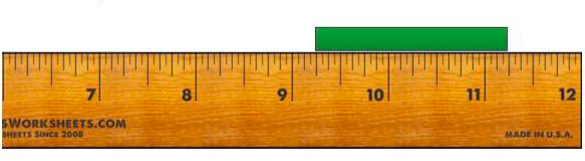 7 8 9 10 11 12
SWORKSHEETS.COM
SHEETS SINCE 2008 MADE IN U.S.A.